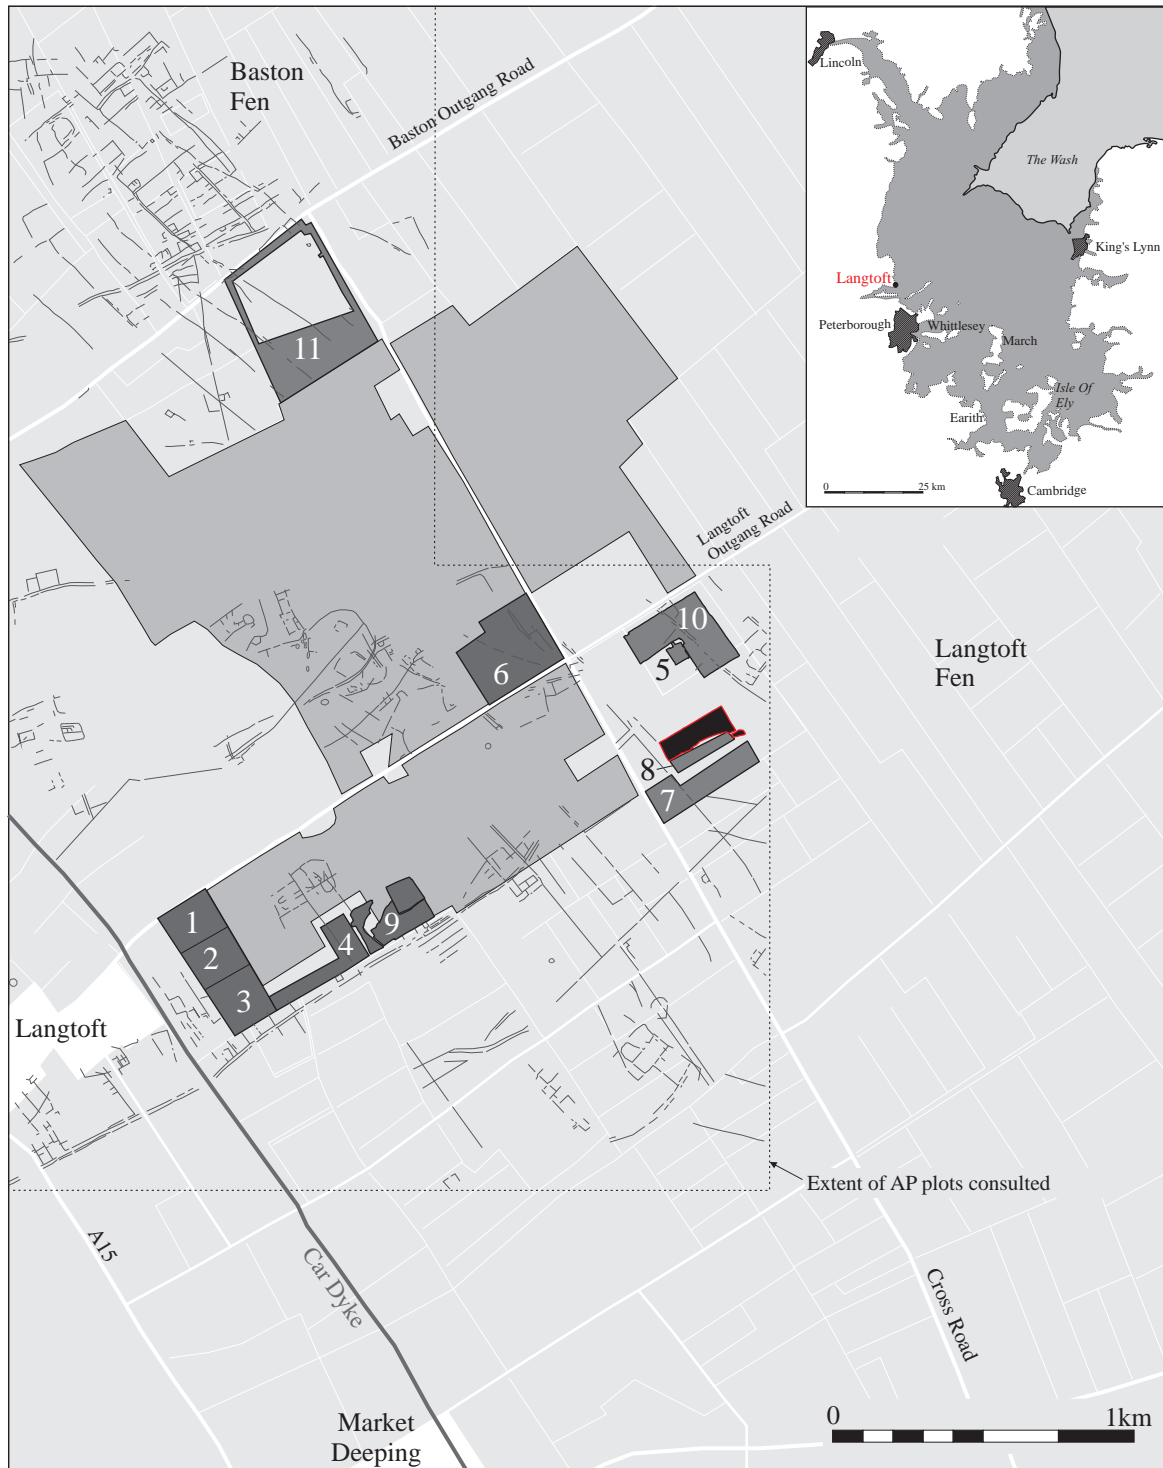 Baston
Fen
Baston Outgang Road
Lincoln
The Wash
King's Lynn
Langtoft
Peterborough
Whittlesey
March
Isle Of
Ely
Earith
Cambridge
0 25 km
11
Langtoft
Outgang Road
10
5
6
Langtoft
Fen
8
7
1
2
3
4
9
Langtoft
Extent of AP plots consulted
A15
Car Dyke
Cross Road
Market
Deeping
0 1km